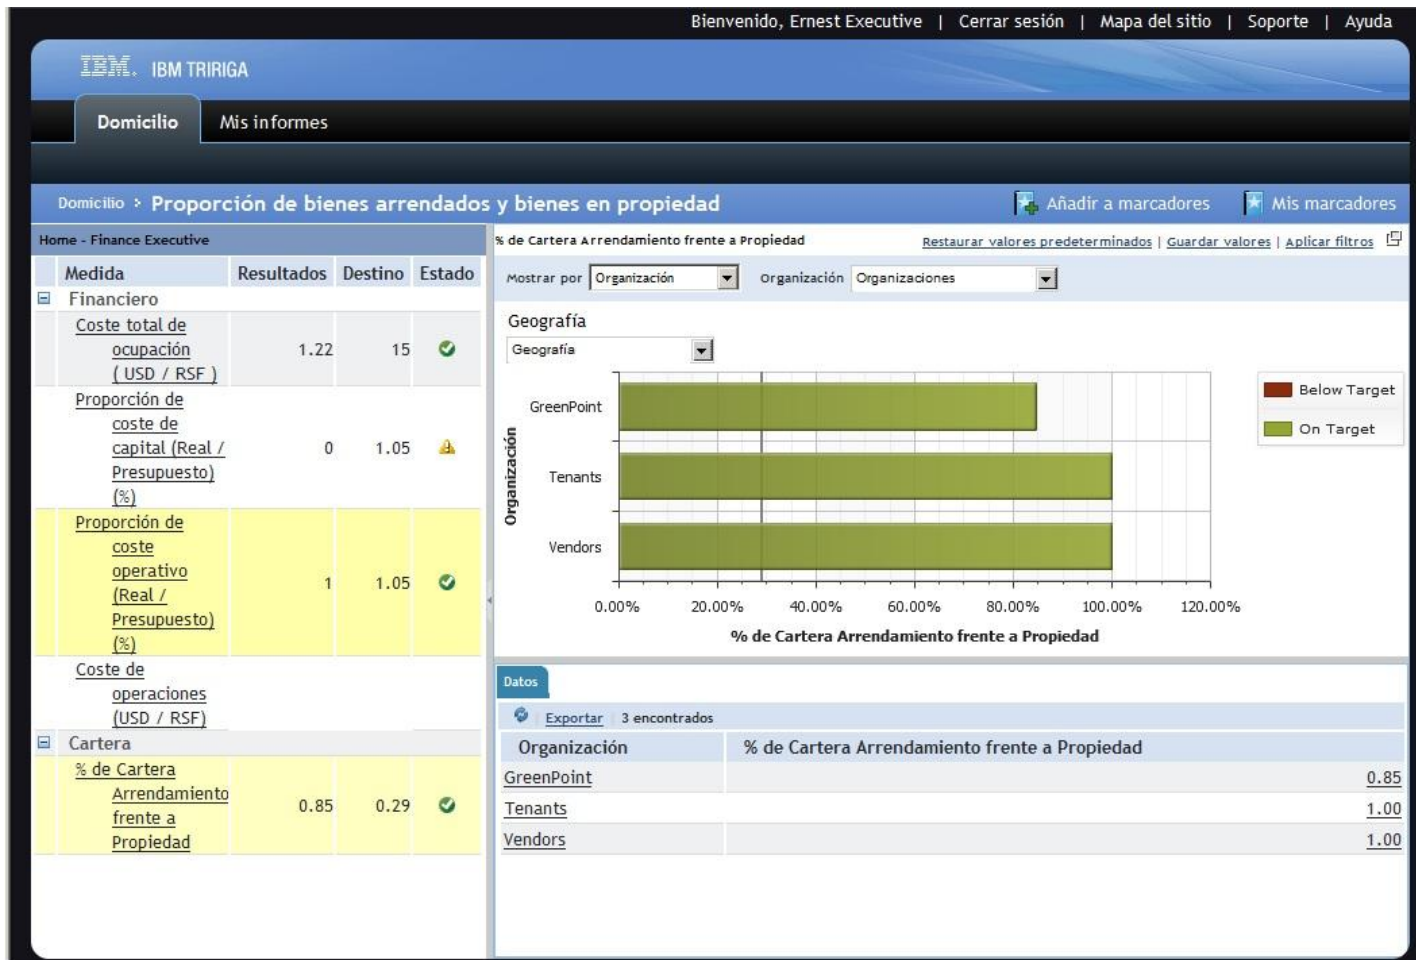 Bienvenido, Ernest Executive | Cerrar sesión | Mapa del sitio | Soporte | Ayuda
IBM. IBM TRIRIGA
Domicilio Mis informes
Domicilio > Proporción de bienes arrendados y bienes en propiedad Añadir a marcadores Mis marcadores
Home - Finance Executive
Medida Resultados Destino Estado
Financiero
Coste total de
ocupación 1.22 15
( USD / RSF )
Proporción de
coste de
capital (Real / 0 1.05
Presupuesto)
(%)
Proporción de
coste
operativo 1 1.05
(Real /
Presupuesto)
(%)
Coste de
operaciones
(USD / RSF)
Cartera
% de Cartera
Arrendamiento 0.85 0.29
frente a
Propiedad
% de Cartera Arrendamiento frente a Propiedad Restaurar valores predeterminados | Guardar valores | Aplicar filtros
Mostrar por Organización Organización Organizaciones
Geografía
Geografía
Organización
GreenPoint
Tenants
Vendors
0.00% 20.00% 40.00% 60.00% 80.00% 100.00% 120.00%
% de Cartera Arrendamiento frente a Propiedad
Below Target
On Target
Datos
Exportar 3 encontrados
Organización % de Cartera Arrendamiento frente a Propiedad
GreenPoint 0.85
Tenants 1.00
Vendors 1.00